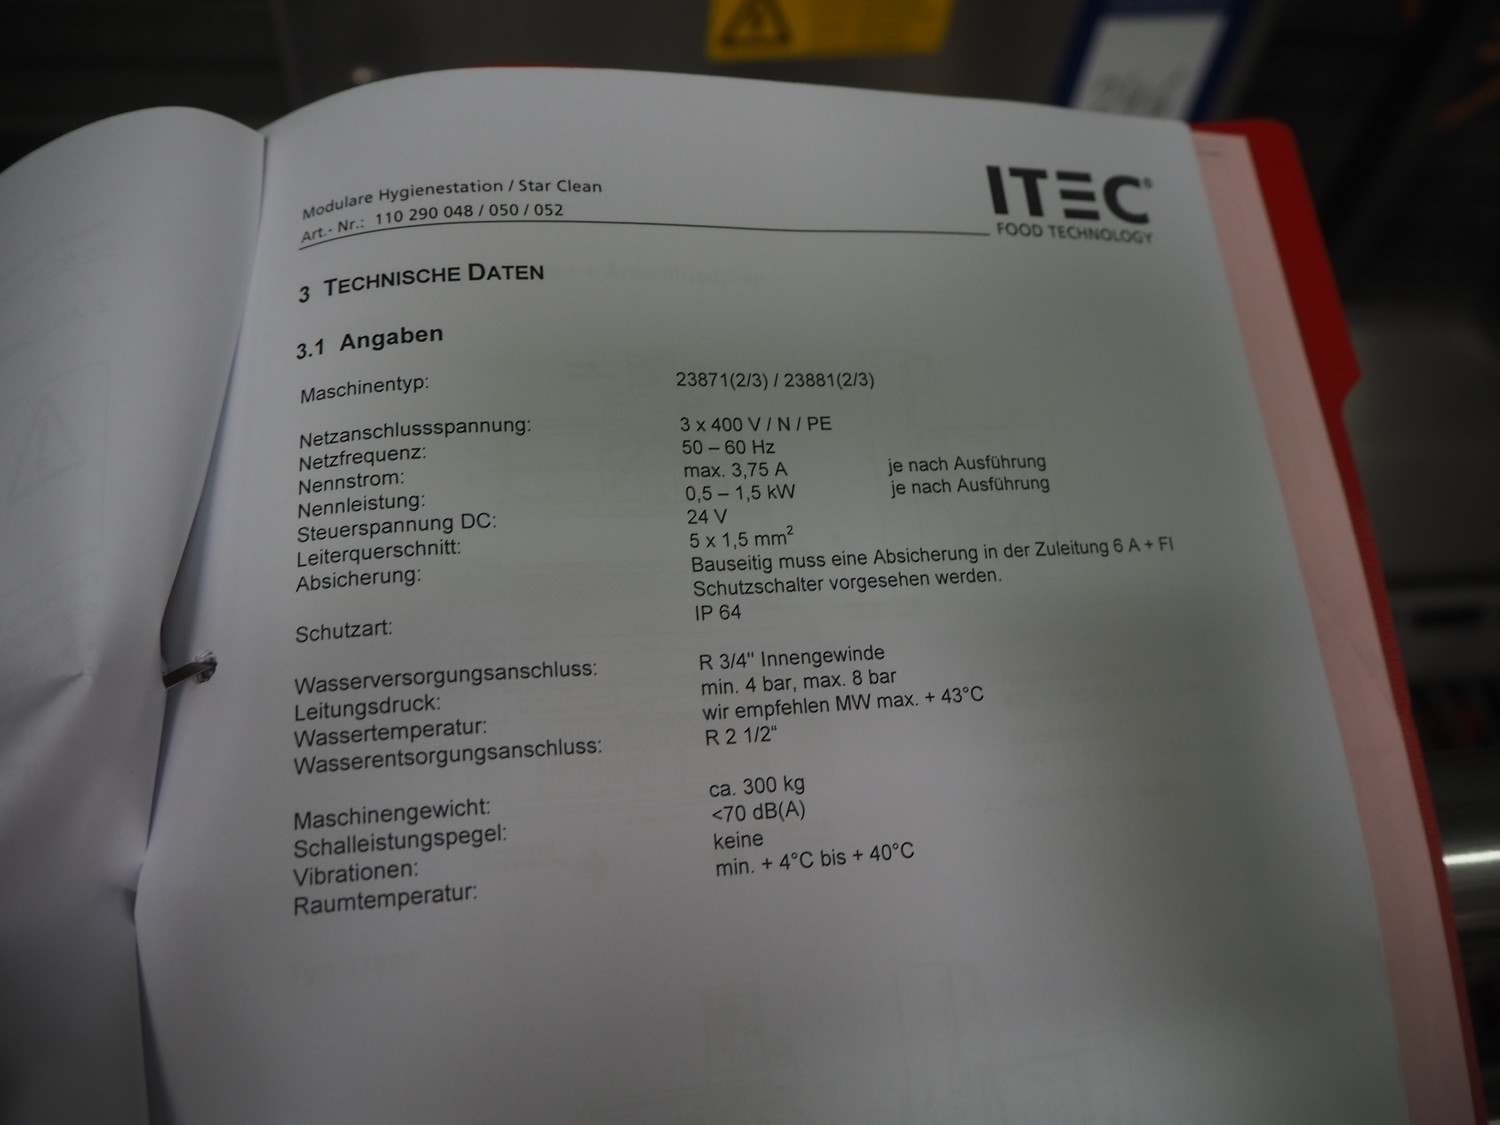 Modulare Hygienestation / Star Clean
Art.- Nr.: 110 290 048 / 050 / 052
ITEC®
FOOD TECHNOLOGY
3 TECHNISCHE DATEN
3.1 Angaben
Maschinentyp: 23871(2/3) / 23881(2/3)
Netzanschlussspannung: 3 x 400 V / N / PE
Netzfrequenz: 50 – 60 Hz
Nennstrom: max. 3,75 A je nach Ausführung
Nennleistung: 0,5 – 1,5 kW je nach Ausführung
Steuerspannung DC: 24 V
Leiterquerschnitt: 5 x 1,5 mm²
Absicherung: Bauseitig muss eine Absicherung in der Zuleitung 6 A + FI
Schutzschalter vorgesehen werden.
Schutzart: IP 64
Wasserversorgungsanschluss: R 3/4" Innengewinde
Leitungsdruck: min. 4 bar, max. 8 bar
Wassertemperatur: wir empfehlen MW max. + 43°C
Wasserentsorgungsanschluss: R 2 1/2“
Maschinengewicht: ca. 300 kg
Schalleistungspegel: <70 dB(A)
Vibrationen: keine
Raumtemperatur: min. + 4°C bis + 40°C